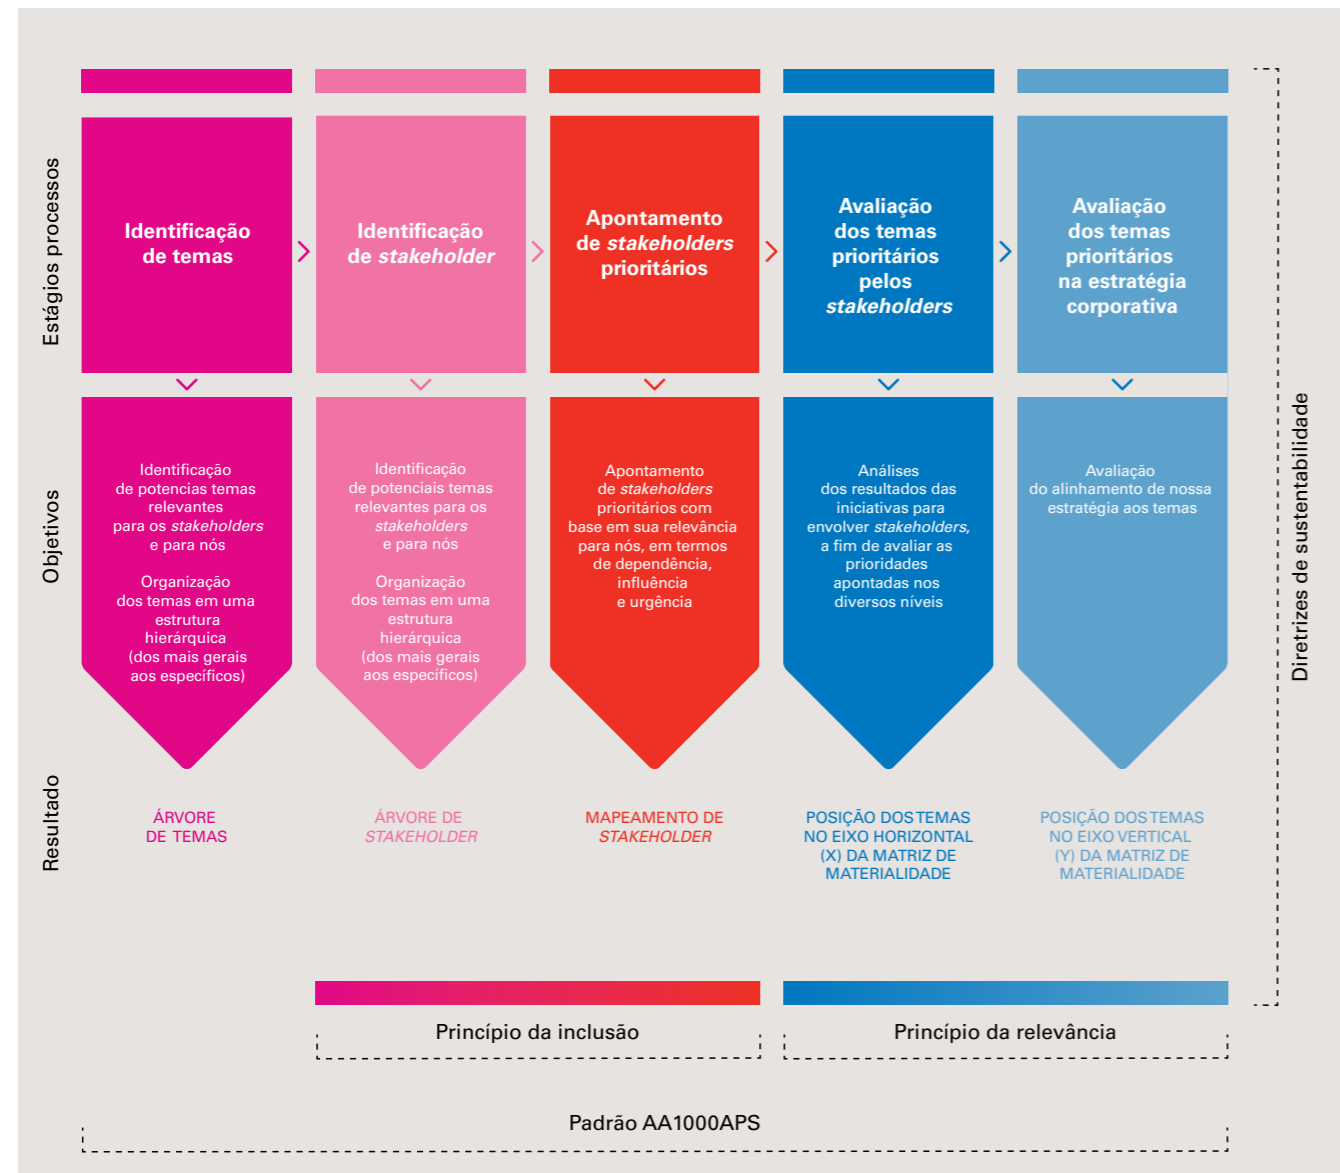 Estágios processos
Identificação
de temas
Identificação
de stakeholder
Apontamento
de stakeholders
prioritários
Avaliação
dos temas
prioritários
pelos
stakeholders
Avaliação
dos temas
prioritários
na estratégia
corporativa
Objetivos
Identificação
de potencias temas
relevantes
para os stakeholders
e para nós
Organização
dos temas em uma
estrutura
hierárquica
(dos mais gerais
aos específicos)
Identificação
de potenciais temas
relevantes para os
stakeholders
e para nós
Organização
dos temas em uma
estrutura
hierárquica
(dos mais gerais
aos específicos)
Apontamento
de stakeholders
prioritários com
base em sua relevância
para nós, em termos
de dependência,
influência
e urgência
Análises
dos resultados das
iniciativas para
envolver stakeholders,
a fim de avaliar as
prioridades
apontadas nos
diversos níveis
Avaliação
do alinhamento de nossa
estratégia aos temas
Resultado
ÁRVORE
DE TEMAS
ÁRVORE DE
STAKEHOLDER
MAPEAMENTO DE
STAKEHOLDER
POSIÇÃO DOS TEMAS
NO EIXO HORIZONTAL
(X) DA MATRIZ DE
MATERIALIDADE
POSIÇÃO DOS TEMAS
NO EIXO VERTICAL
(Y) DA MATRIZ DE
MATERIALIDADE
Diretrizes de sustentabilidade
Princípio da inclusão
Princípio da relevância
Padrão AA1000APS